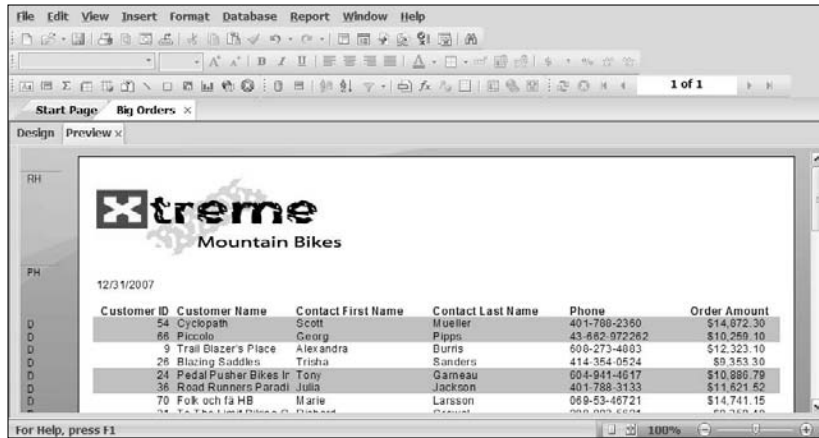 File Edit View Insert Format Database Report Window Help
1 of 1
Start Page Big Orders ×
Design Preview ×
RH
Xtreme
Mountain Bikes
PH
12/31/2007
Customer ID Customer Name Contact First Name Contact Last Name Phone Order Amount
D 54 Cyclopath Scott Mueller 401-788-2360 $14,872.30
D 66 Piccolo Georg Pipps 43-662-972262 $10,259.10
D 9 Trail Blazer's Place Alexandra Burris 608-273-4883 $12,323.10
D 26 Blazing Saddles Trisha Sanders 414-354-0524 $9,353.30
D 24 Pedal Pusher Bikes Ir Tony Garneau 604-941-4617 $10,886.79
D 36 Road Runners Paradi Julia Jackson 401-788-3133 $11,621.52
D 70 Folk och fä HB Marie Larsson 069-53-46721 $14,741.15
D
For Help, press F1 100%